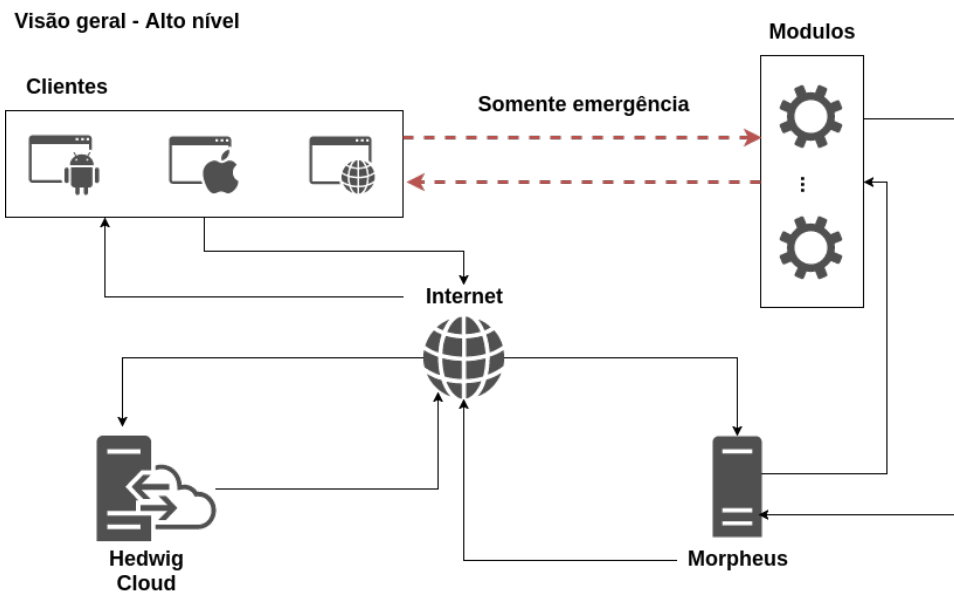 Visão geral - Alto nível
Modulos
Clientes
Somente emergência
...
Internet
Hedwig
Cloud
Morpheus